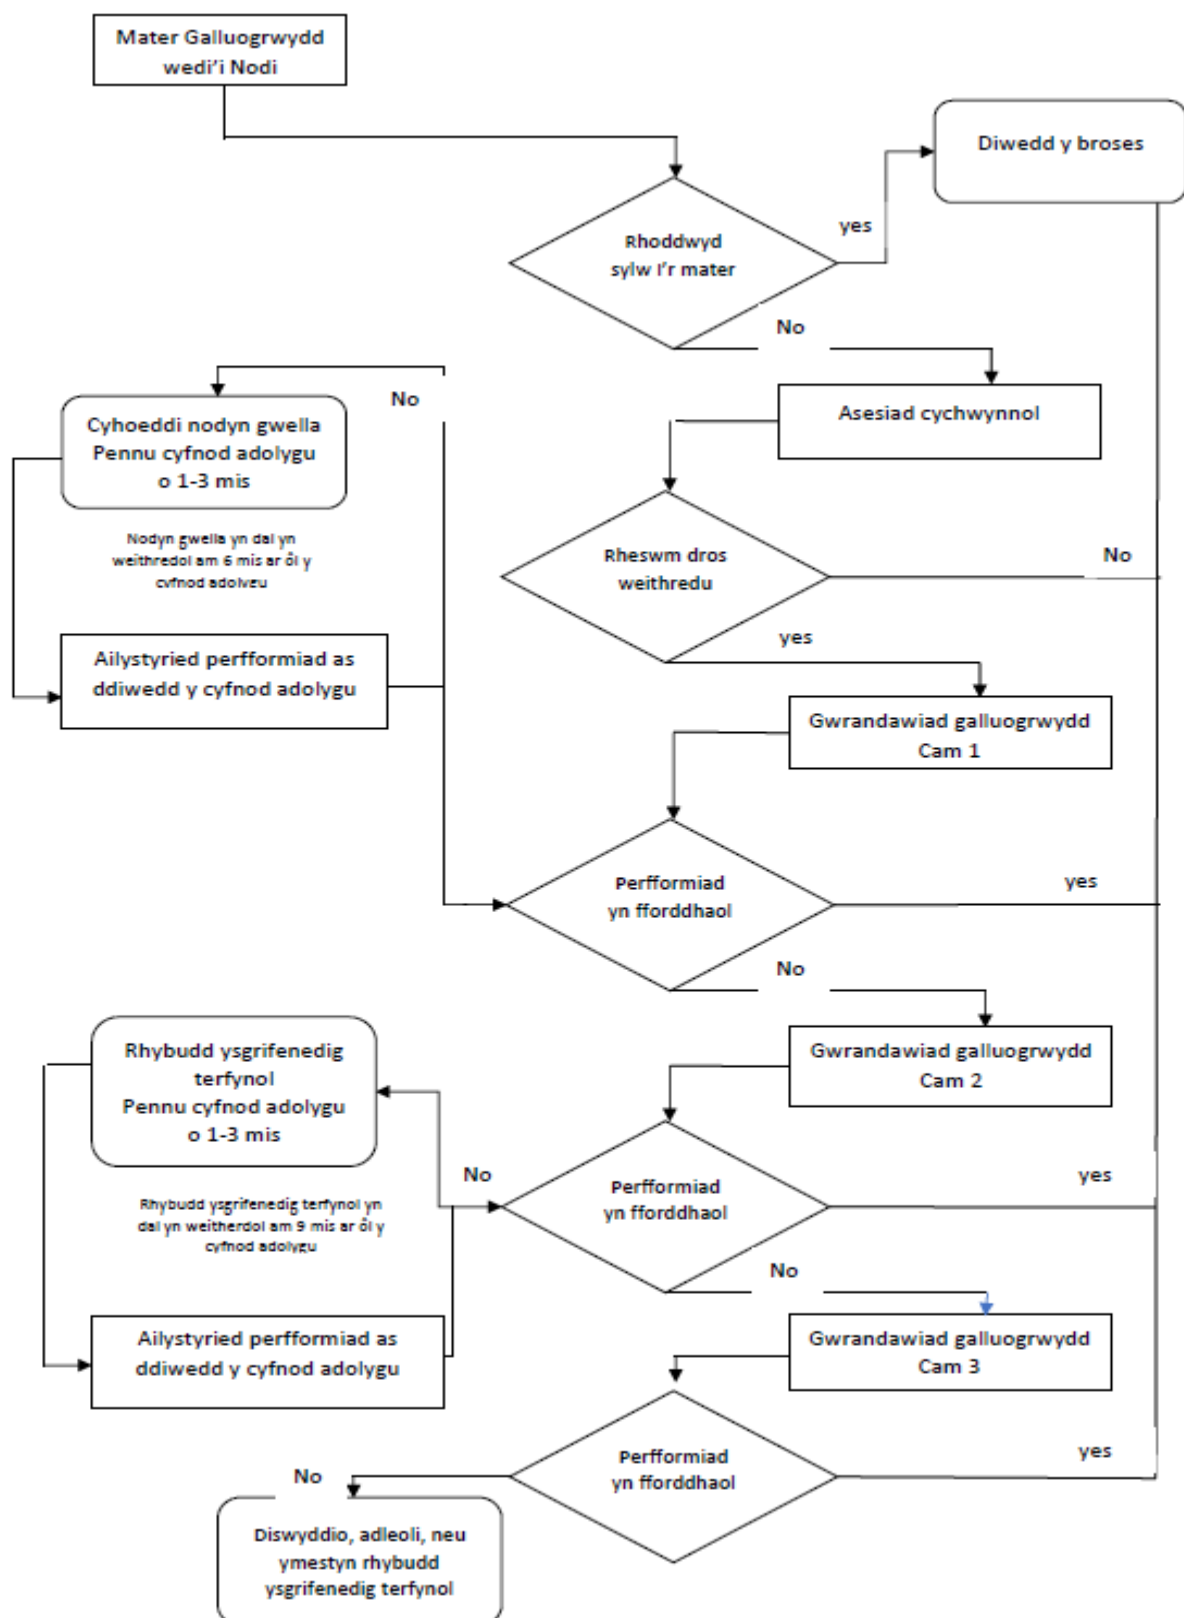 Mater Galluogrwydd
wedi'i Nodi
Diwedd y broses
yes
Rhoddwyd
sylw I'r mater
No
No
Asesiad cychwynnol
Cyhoeddi nodyn gwella
Pennu cyfnod adolygu
o 1-3 mis
Nodyn gwella yn dal yn
weithredol am 6 mis ar ôl y
cyfnod adolygu
Rheswm dros
weithredu
No
yes
Ailystyried perfformiad as
ddiwedd y cyfnod adolygu
Gwrandawiad galluogrwydd
Cam 1
Perfformiad
yn fforddhaol
yes
No
Rhybudd ysgrifenedig
terfynol
Pennu cyfnod adolygu
o 1-3 mis
Gwrandawiad galluogrwydd
Cam 2
No
Perfformiad
yn fforddhaol
yes
Rhybudd ysgrifenedig terfynol yn
dal yn weitherdol am 9 mis ar ôl y
cyfnod adolygu
No
Ailystyried perfformiad as
ddiwedd y cyfnod adolygu
Gwrandawiad galluogrwydd
Cam 3
Perfformiad
yn fforddhaol
yes
No
Diswyddio, adleoli, neu
ymestyn rhybudd
ysgrifenedig terfynol